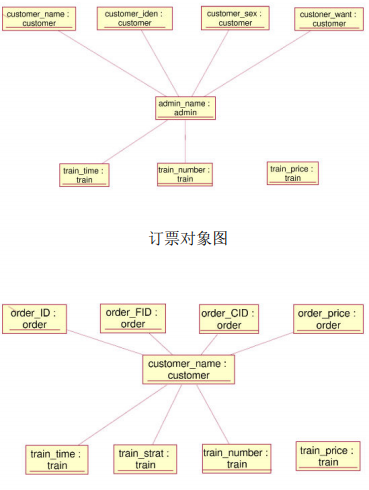 customer_name :
customer
customer_iden :
customer
customer_sex :
customer
custoner_want :
customer
admin_name :
admin
train_time :
train
train_number :
train
train_price :
train
订票对象图
order_ID :
order
order_FID :
order
order_CID :
order
order_price :
order
customer_name :
customer
train_time :
train
train_strat :
train
train_number :
train
train_price :
train